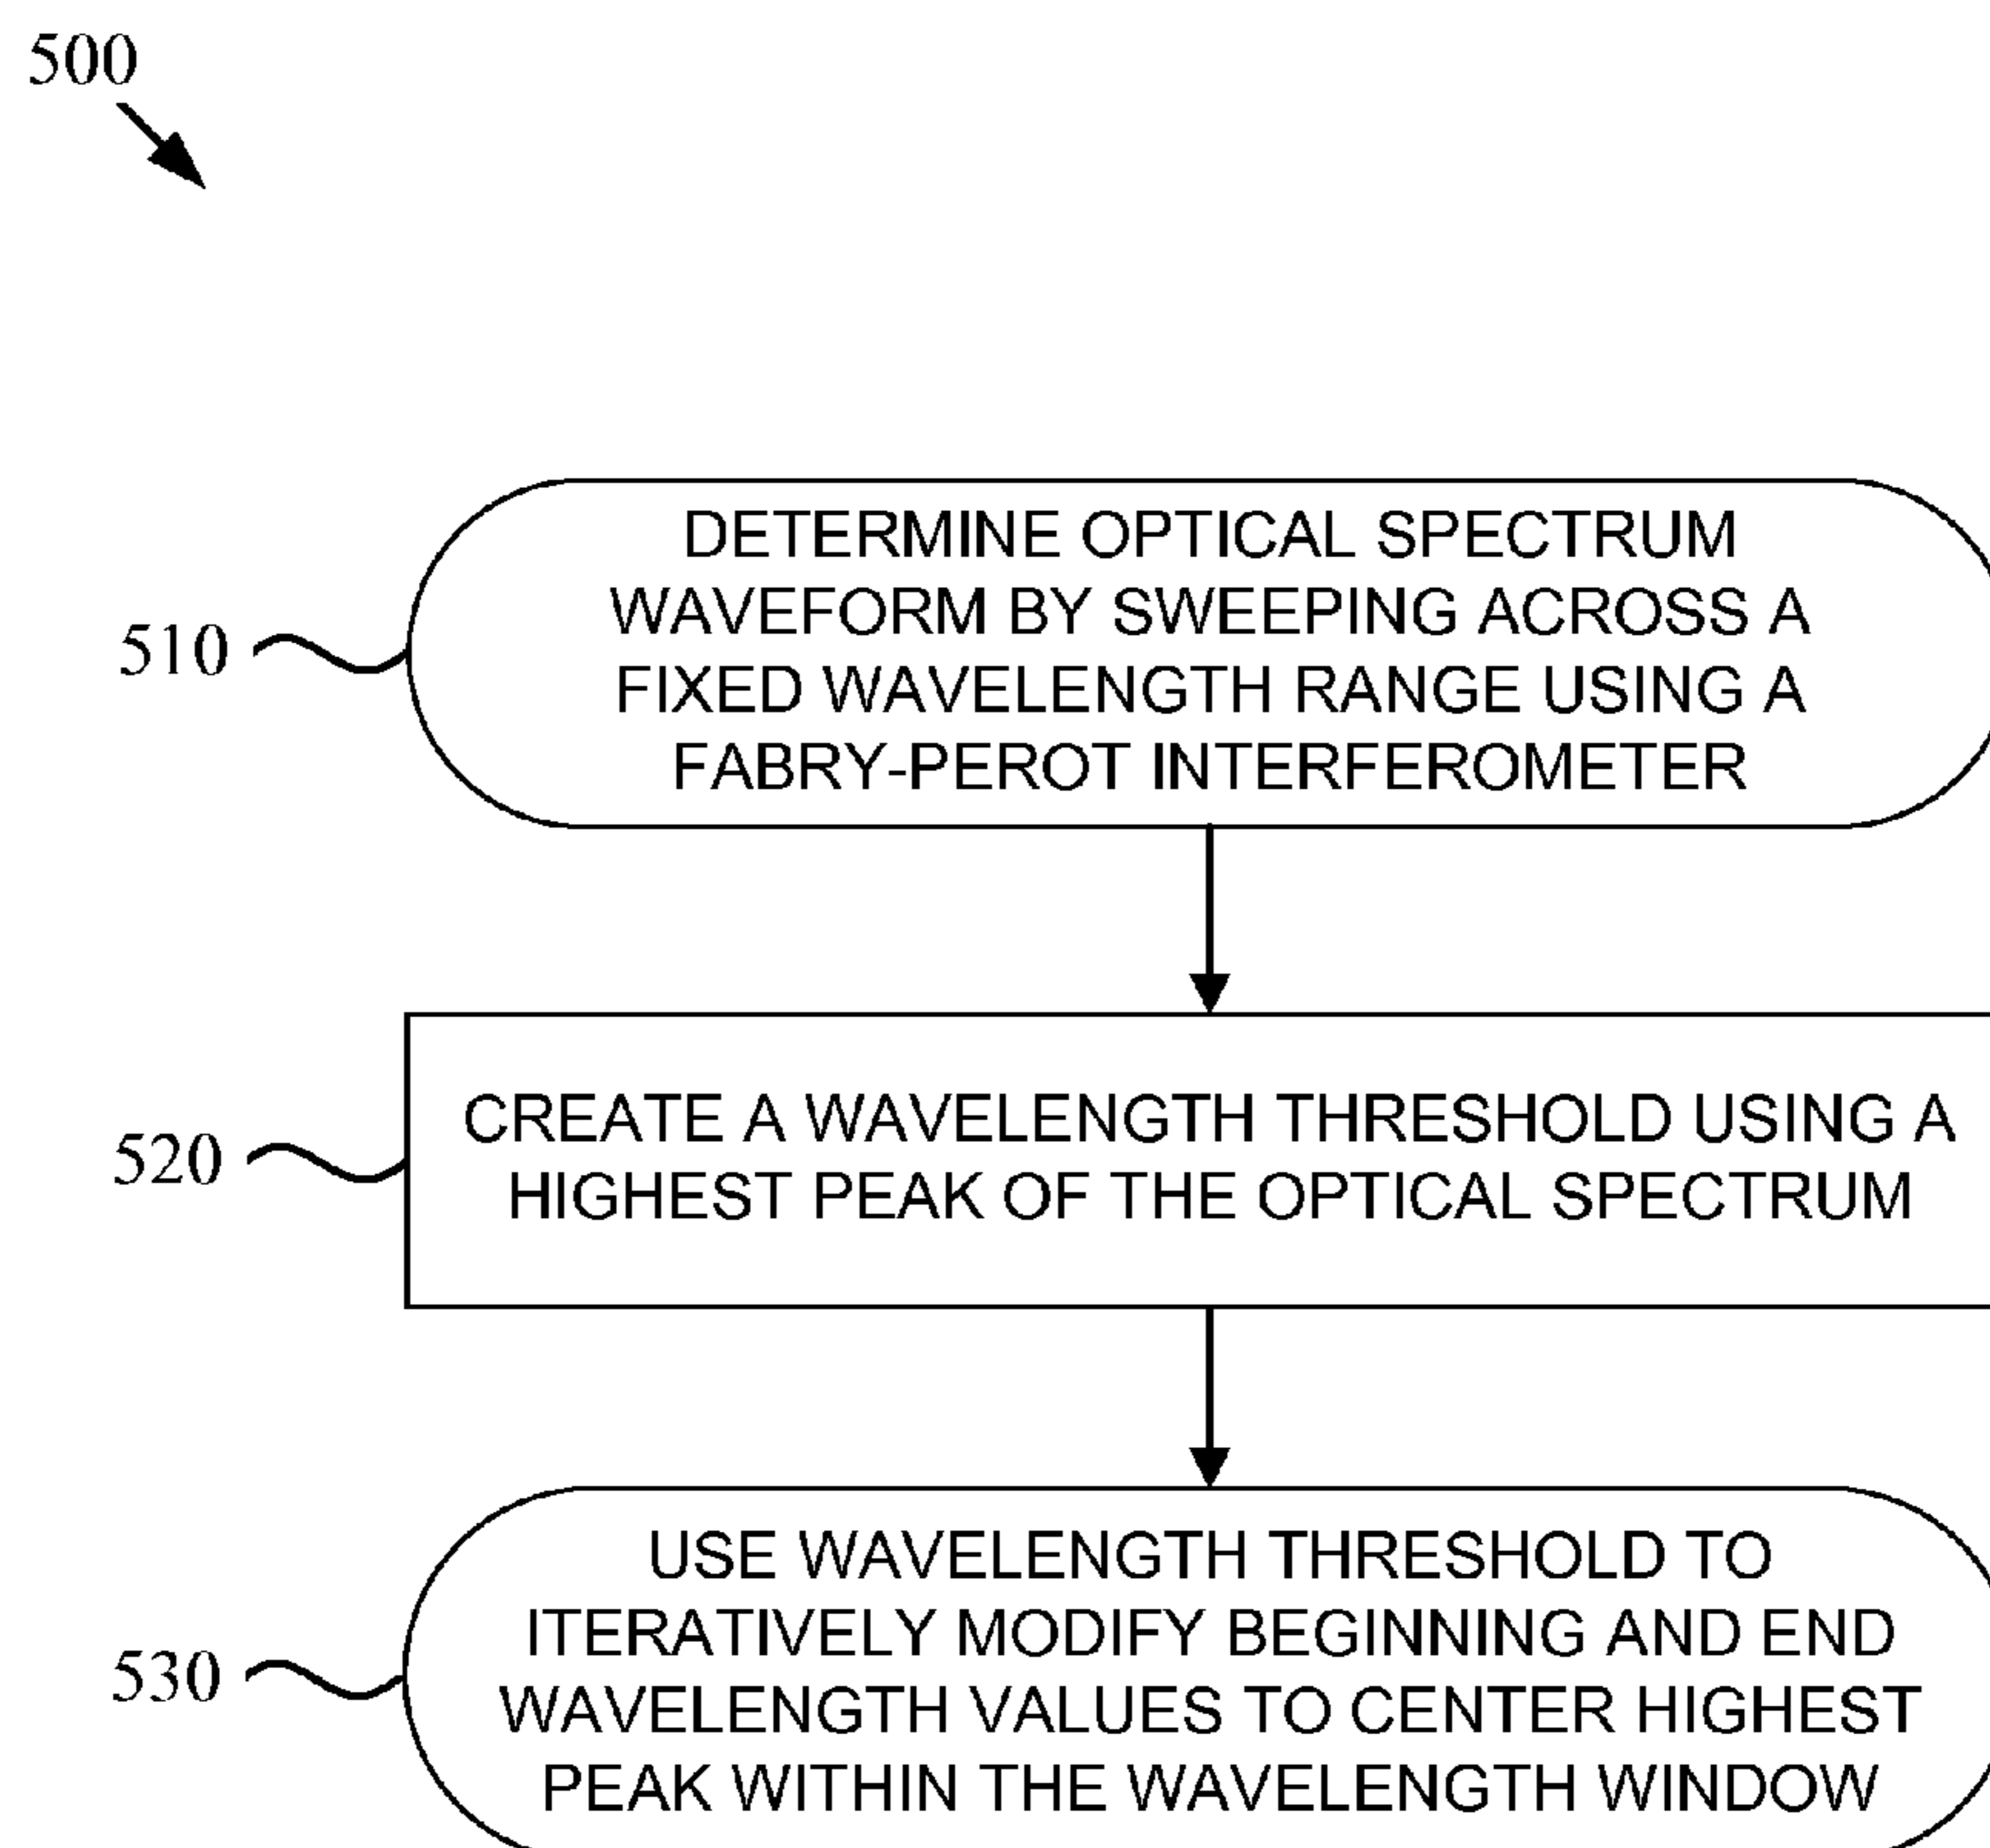 500
510
DETERMINE OPTICAL SPECTRUM
WAVEFORM BY SWEEPING ACROSS A
FIXED WAVELENGTH RANGE USING A
FABRY-PEROT INTERFEROMETER
520
CREATE A WAVELENGTH THRESHOLD USING A
HIGHEST PEAK OF THE OPTICAL SPECTRUM
530
USE WAVELENGTH THRESHOLD TO
ITERATIVELY MODIFY BEGINNING AND END
WAVELENGTH VALUES TO CENTER HIGHEST
PEAK WITHIN THE WAVELENGTH WINDOW